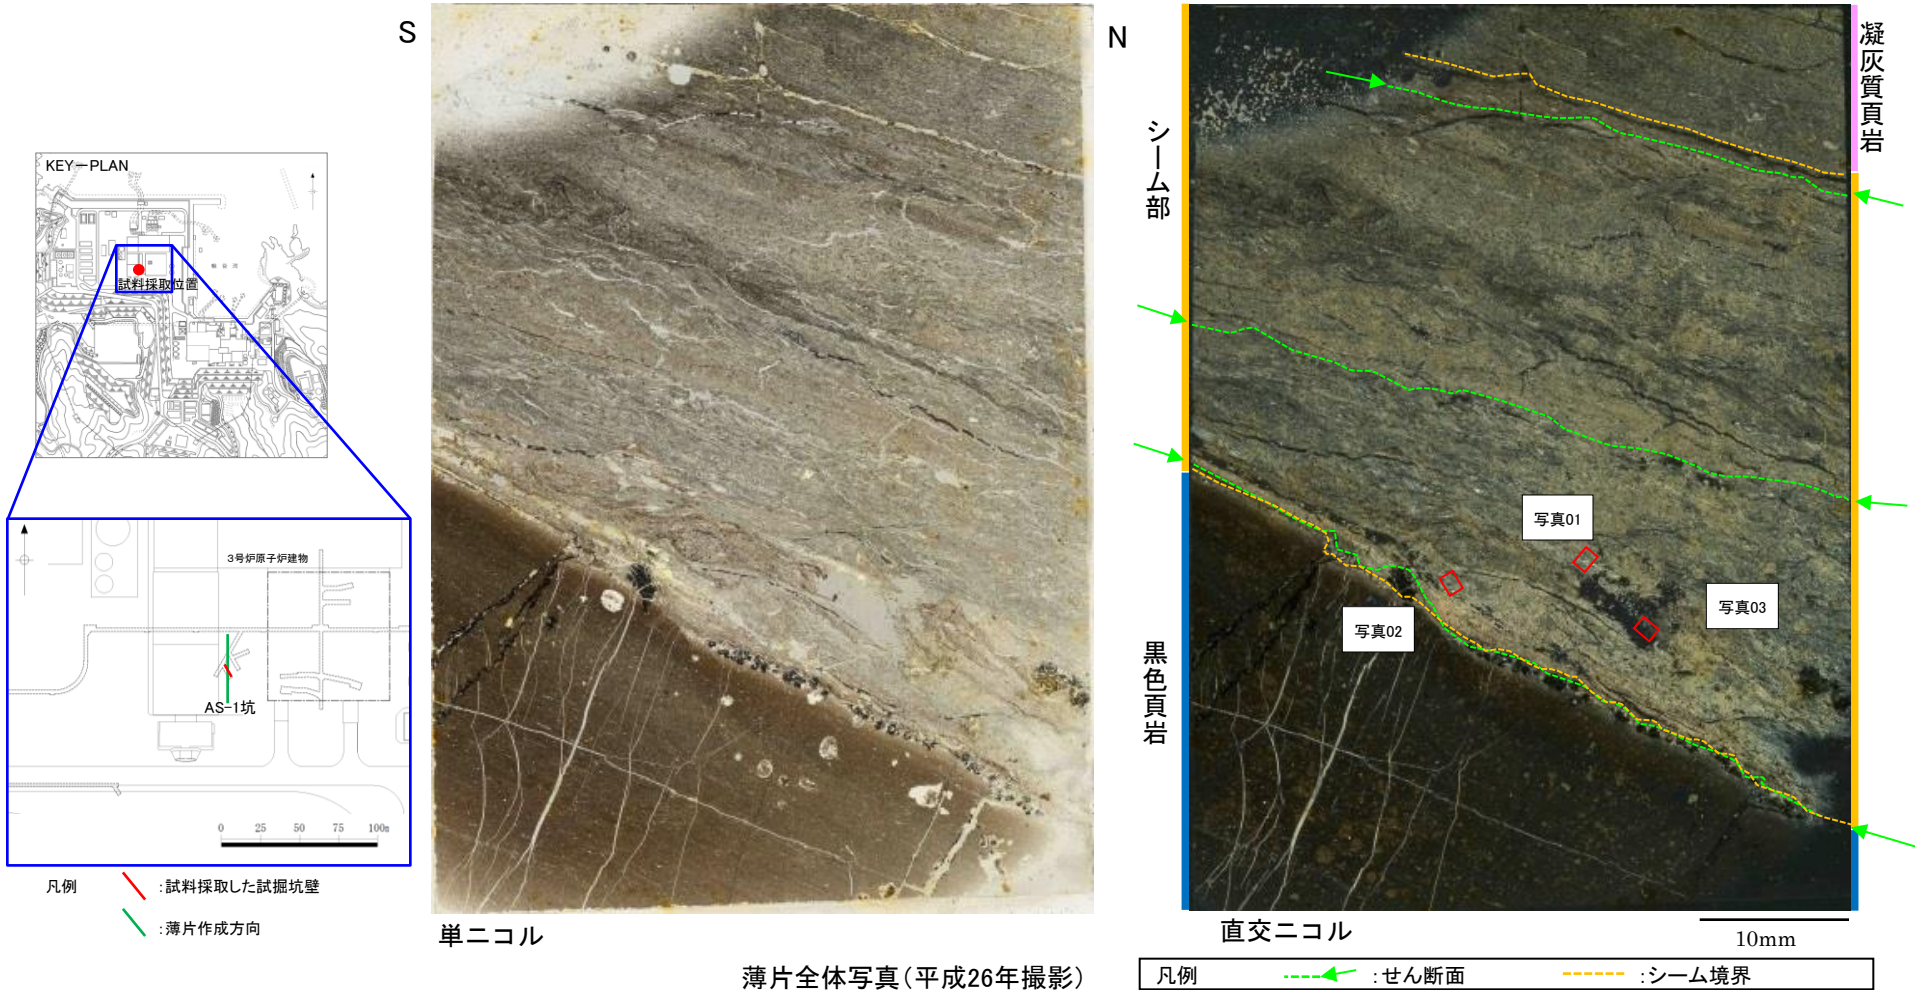 S
N
KEY－PLAN
試料採取位置
3号炉原子炉建物
AS-1坑
0 25 50 75 100m
凡例
：試料採取した試掘坑壁
：薄片作成方向
単ニコル
薄片全体写真（平成26年撮影）
シーム部
黒色頁岩
凝灰質頁岩
写真01
写真02
写真03
直交ニコル
10mm
凡例
：せん断面
：シーム境界